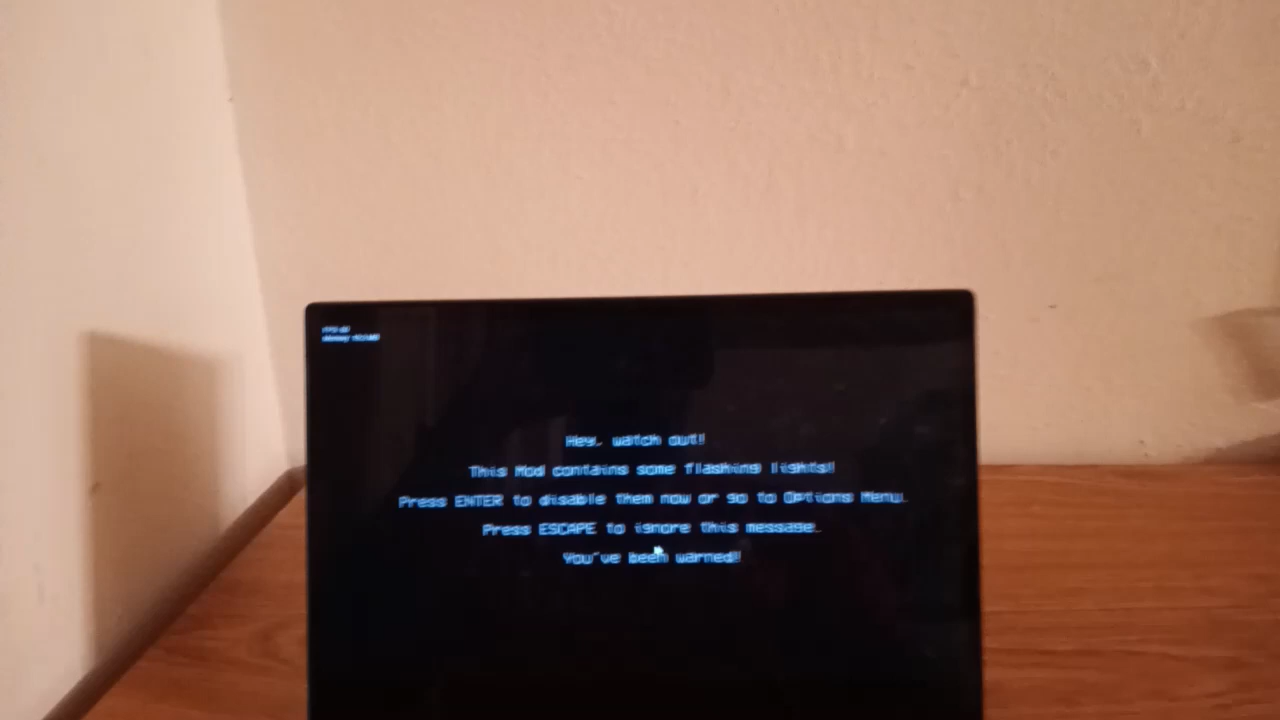 Hey, watch out!
This Mod contains some flashing lights!
Press ENTER to disable them now or go to Options Menu.
Press ESCAPE to ignore this message.
You've been warned!